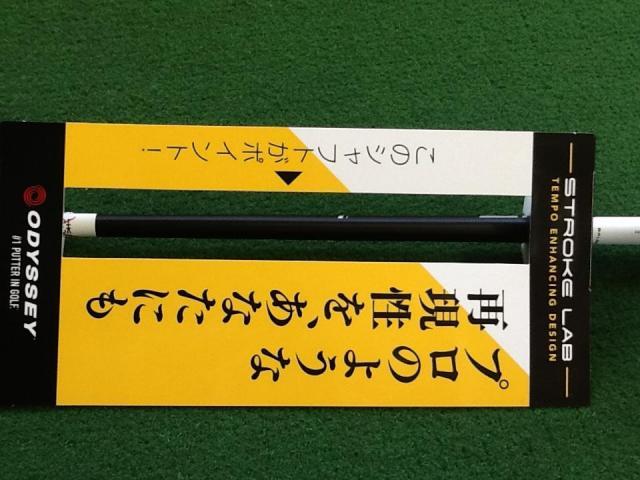 STROKE LAB
TEMPO ENHANCING DESIGN
このシャフトがポイント!
プロのような
再現性を、あなたにも
ODYSSEY
#1 PUTTER IN GOLF.